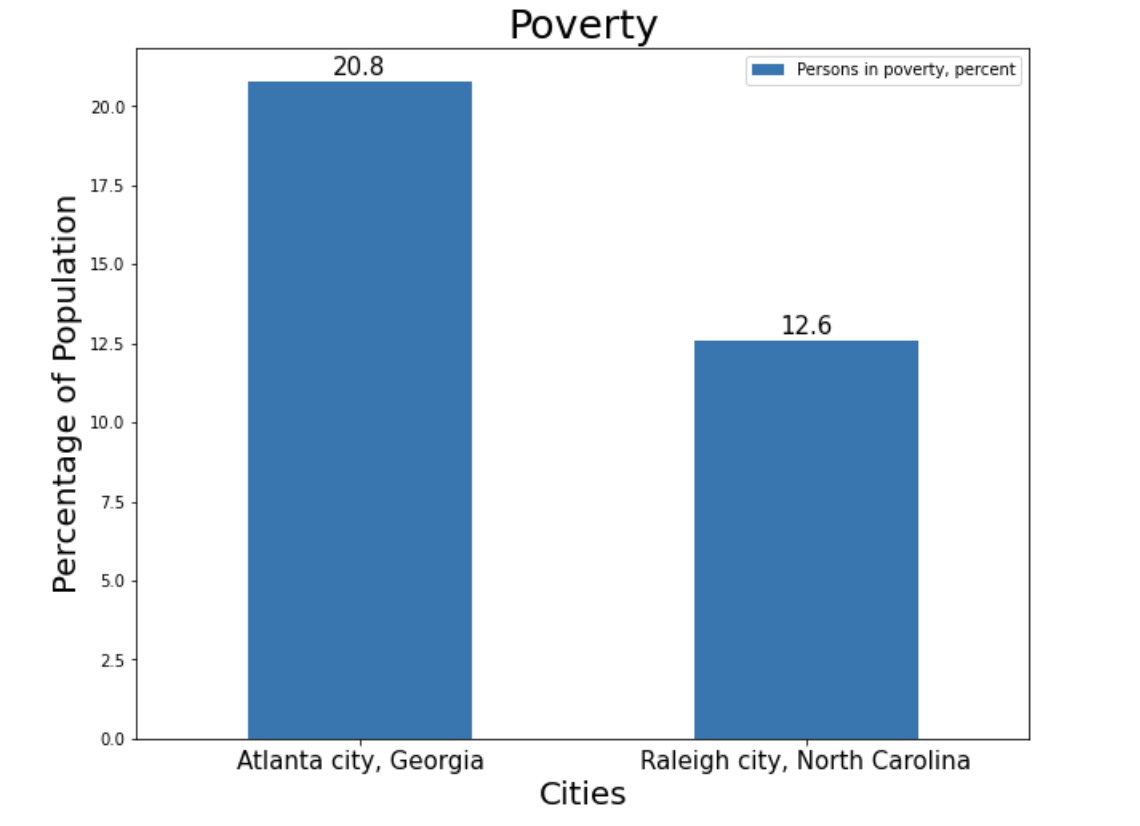 Poverty
Persons in poverty, percent
20.8
12.6
Percentage of Population
20.0
17.5
15.0
12.5
10.0
7.5
5.0
2.5
0.0
Atlanta city, Georgia
Raleigh city, North Carolina
Cities